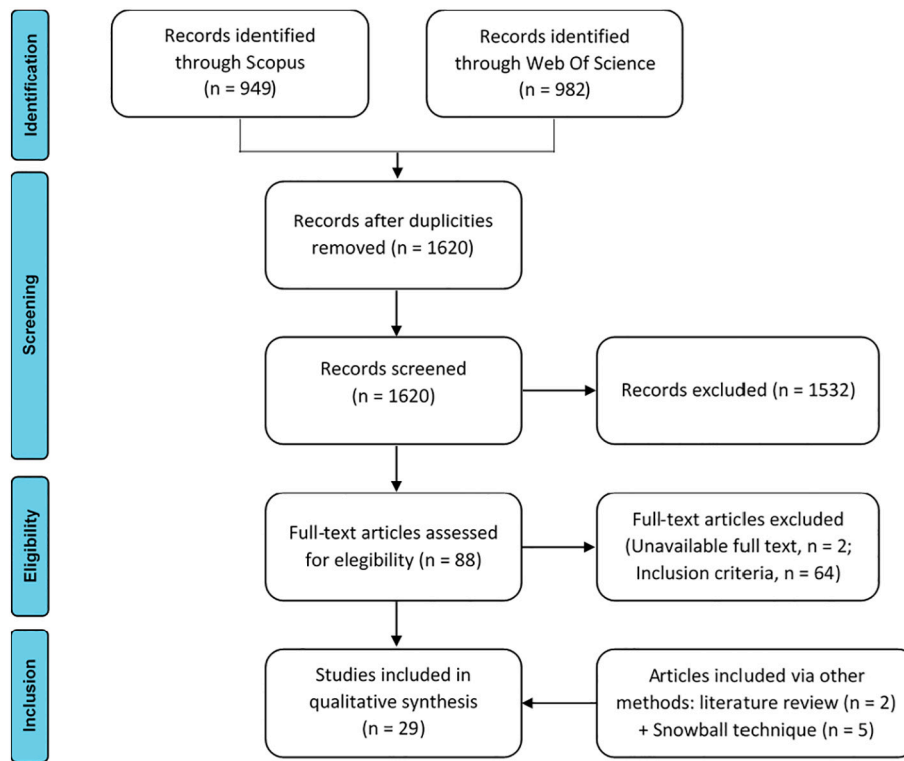 Identification
Records identified
through Scopus
(n = 949)
Records identified
through Web Of Science
(n = 982)
Screening
Records after duplicities
removed (n = 1620)
Records screened
(n = 1620)
Records excluded (n = 1532)
Eligibility
Full-text articles assessed
for elegibility (n = 88)
Full-text articles excluded
(Unavailable full text, n = 2;
Inclusion criteria, n = 64)
Inclusion
Studies included in
qualitative synthesis
(n = 29)
Articles included via other
methods: literature review (n = 2)
+ Snowball technique (n = 5)